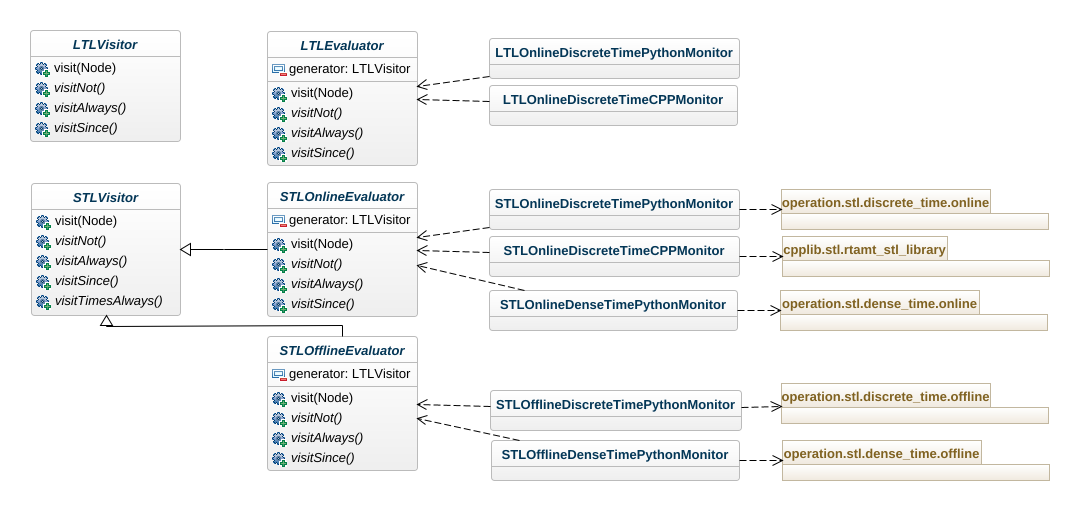 LTLVisitor
visit(Node)
visitNot()
visitAlways()
visitSince()
LTLEvaluator
generator: LTLVisitor
visit(Node)
visitNot()
visitAlways()
visitSince()
LTLOnlineDiscreteTimePythonMonitor
LTLOnlineDiscreteTimeCPPMonitor
STLVisitor
visit(Node)
visitNot()
visitAlways()
visitSince()
visitTimesAlways()
STLOnlineEvaluator
generator: LTLVisitor
visit(Node)
visitNot()
visitAlways()
visitSince()
STLOnlineDiscreteTimePythonMonitor
operation.stl.discrete_time.online
STLOnlineDiscreteTimeCPPMonitor
cpplib.stl.rtamt_stl_library
STLOnlineDenseTimePythonMonitor
operation.stl.dense_time.online
STLOfflineEvaluator
generator: LTLVisitor
visit(Node)
visitNot()
visitAlways()
visitSince()
STLOfflineDiscreteTimePythonMonitor
operation.stl.discrete_time.offline
STLOfflineDenseTimePythonMonitor
operation.stl.dense_time.offline